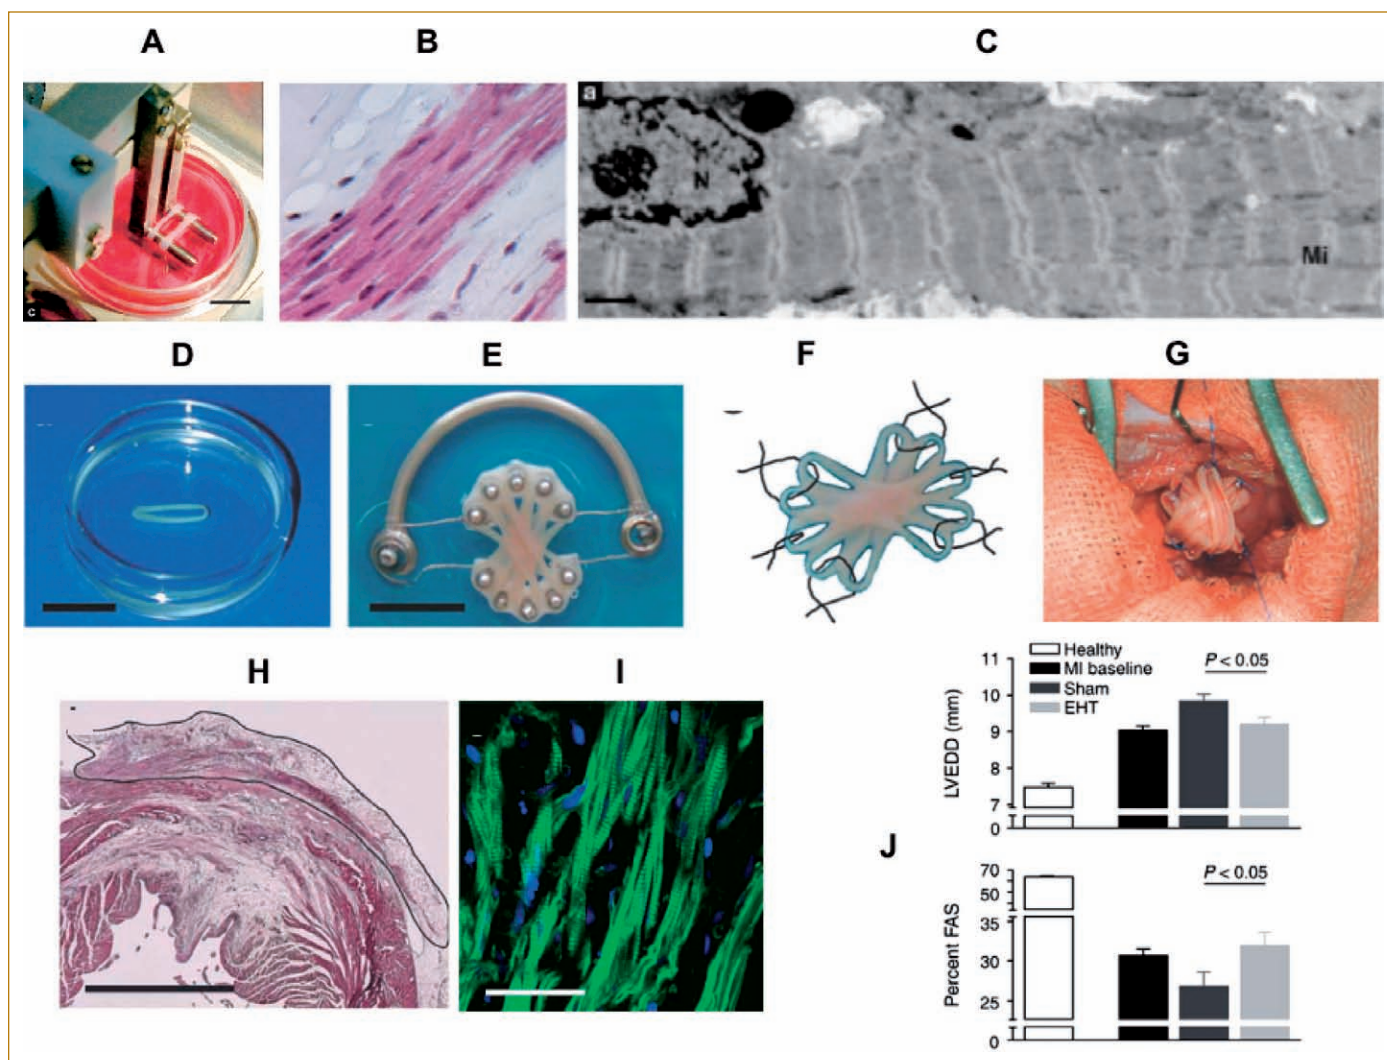 A
B
C
c
a
N
Mi
D
E
F
G
H
I
J
Healthy
MI baseline
Sham
EHT
P < 0.05
LVEDD (mm)
11
10
9
8
7
0
P < 0.05
Percent FAS
70
50
35
30
25
0